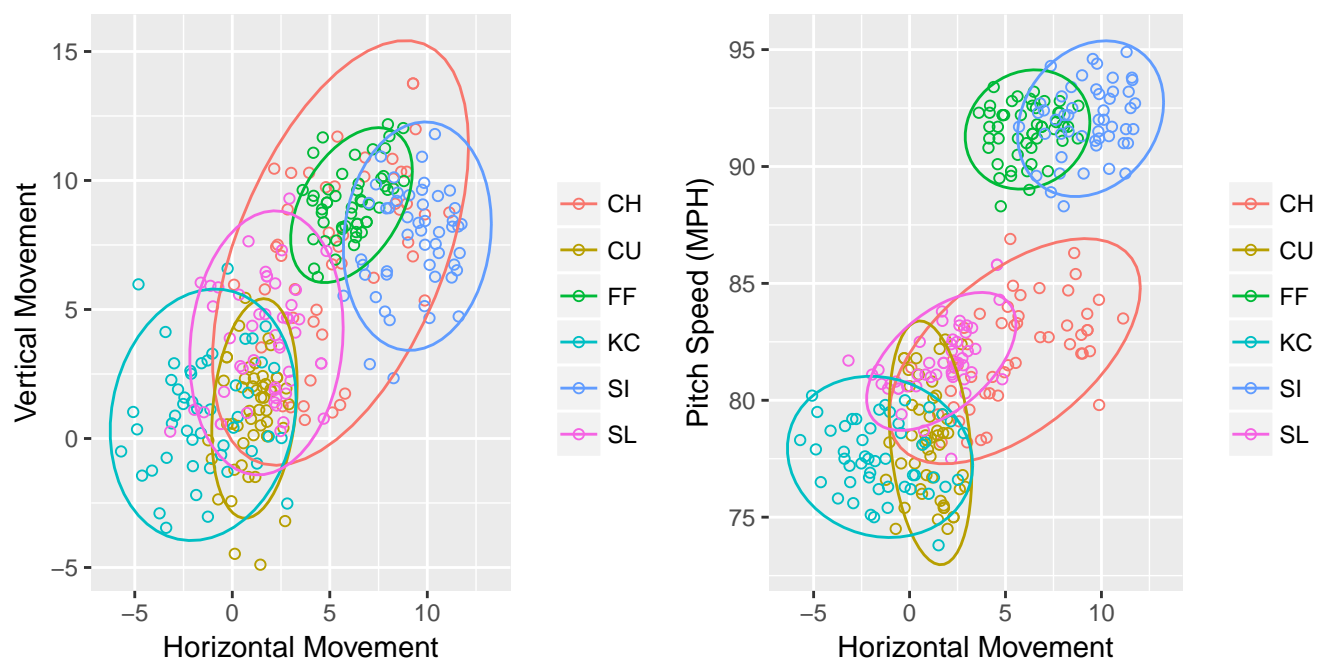 Vertical Movement
15
10
5
0
−5
−5 0 5 10
Horizontal Movement
CH
CU
FF
KC
SI
SL
Pitch Speed (MPH)
95
90
85
80
75
−5 0 5 10
Horizontal Movement
CH
CU
FF
KC
SI
SL